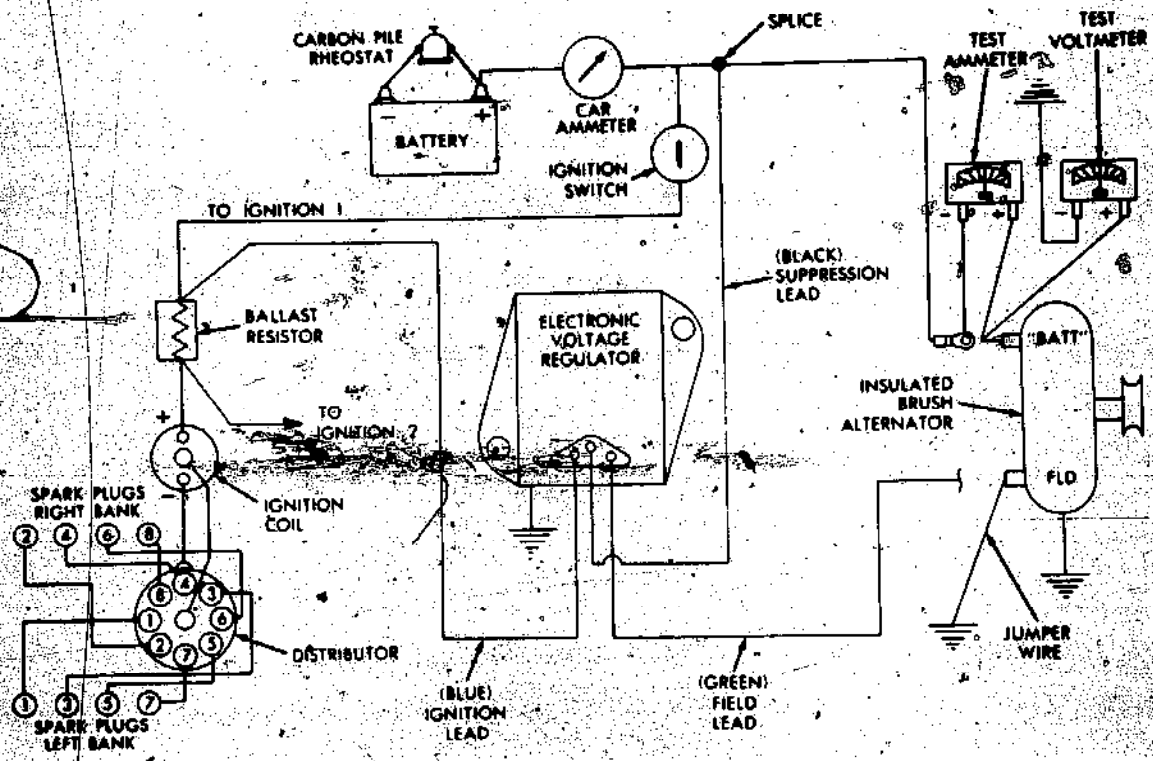 SPLICE
TEST
VOLTMETER
TEST
AMMETER
CARBON PILE
RHEOSTAT
- +
BATTERY
CAR
AMMETER
IGNITION
SWITCH
- +
- +
TO IGNITION 1
(BLACK)
SUPPRESSION
LEAD
BALLAST
RESISTOR
ELECTRONIC
VOLTAGE
REGULATOR
"BATT"
INSULATED
BRUSH
ALTERNATOR
TO
IGNITION 2
+
-
IGNITION
COIL
FLD
SPARK PLUGS
RIGHT BANK
2 4 6 8
4
8 3
1 6
2 5
7
DISTRIBUTOR
JUMPER
WIRE
1 3 5 7
SPARK PLUGS
LEFT BANK
(BLUE)
IGNITION
LEAD
(GREEN)
FIELD
LEAD